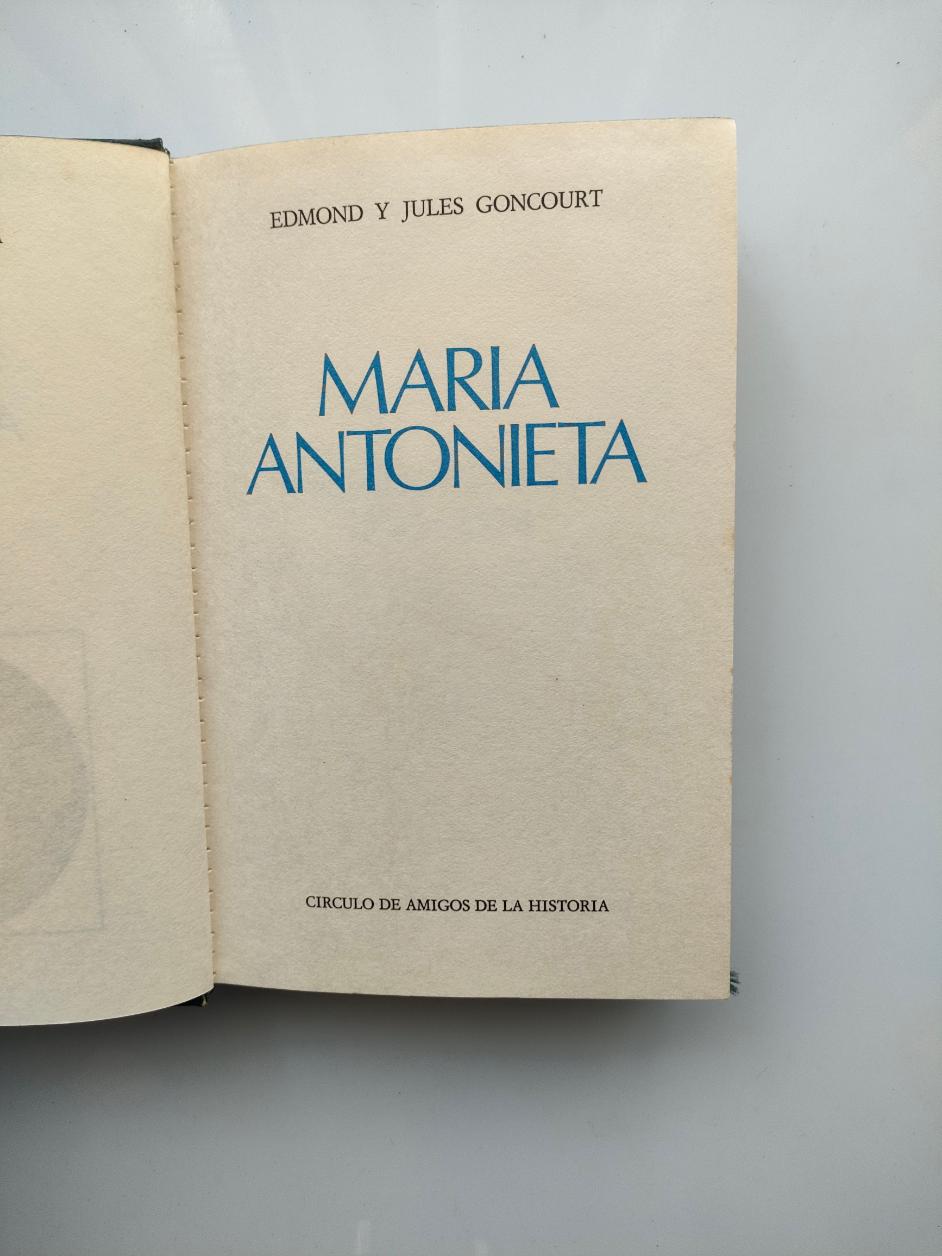 EDMOND Y JULES GONCOURT
MARIA
ANTONIETA
CIRCULO DE AMIGOS DE LA HISTORIA